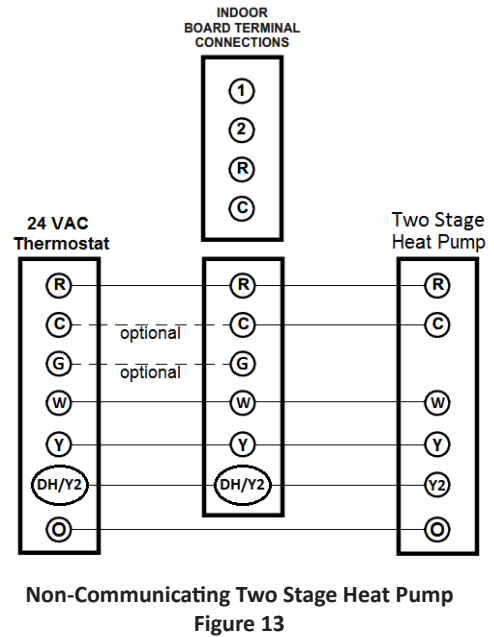 INDOOR
BOARD TERMINAL
CONNECTIONS
1
2
R
C
24 VAC
Thermostat
Two Stage
Heat Pump
R R R
C optional C C
G optional G
W W W
Y Y Y
DH/Y2 DH/Y2 Y2
O O
Non-Communicating Two Stage Heat Pump
Figure 13